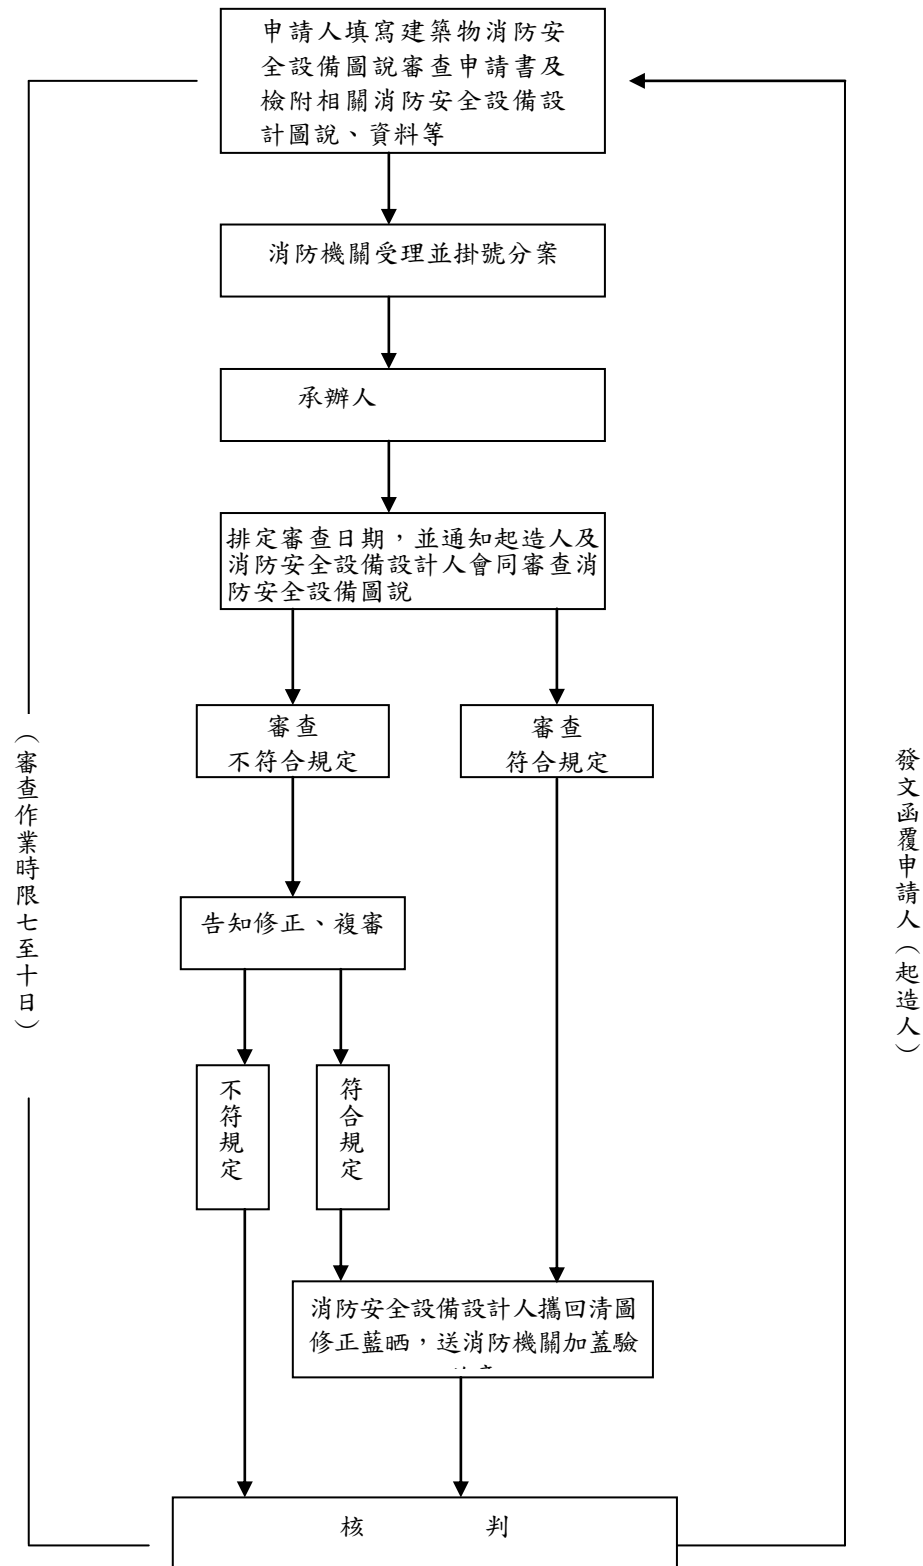 申請人填寫建築物消防安
全設備圖說審查申請書及
檢附相關消防安全設備設
計圖說、資料等
消防機關受理並掛號分案
承辦人
排定審查日期，並通知起造人及
消防安全設備設計人會同審查消
防安全設備圖說
審查
不符合規定
審查
符合規定
告知修正、複審
不符規定
符合規定
消防安全設備設計人攜回清圖
修正藍晒，送消防機關加蓋驗
核 判
（審查作業時限七至十日）
發文函覆申請人（起造人）